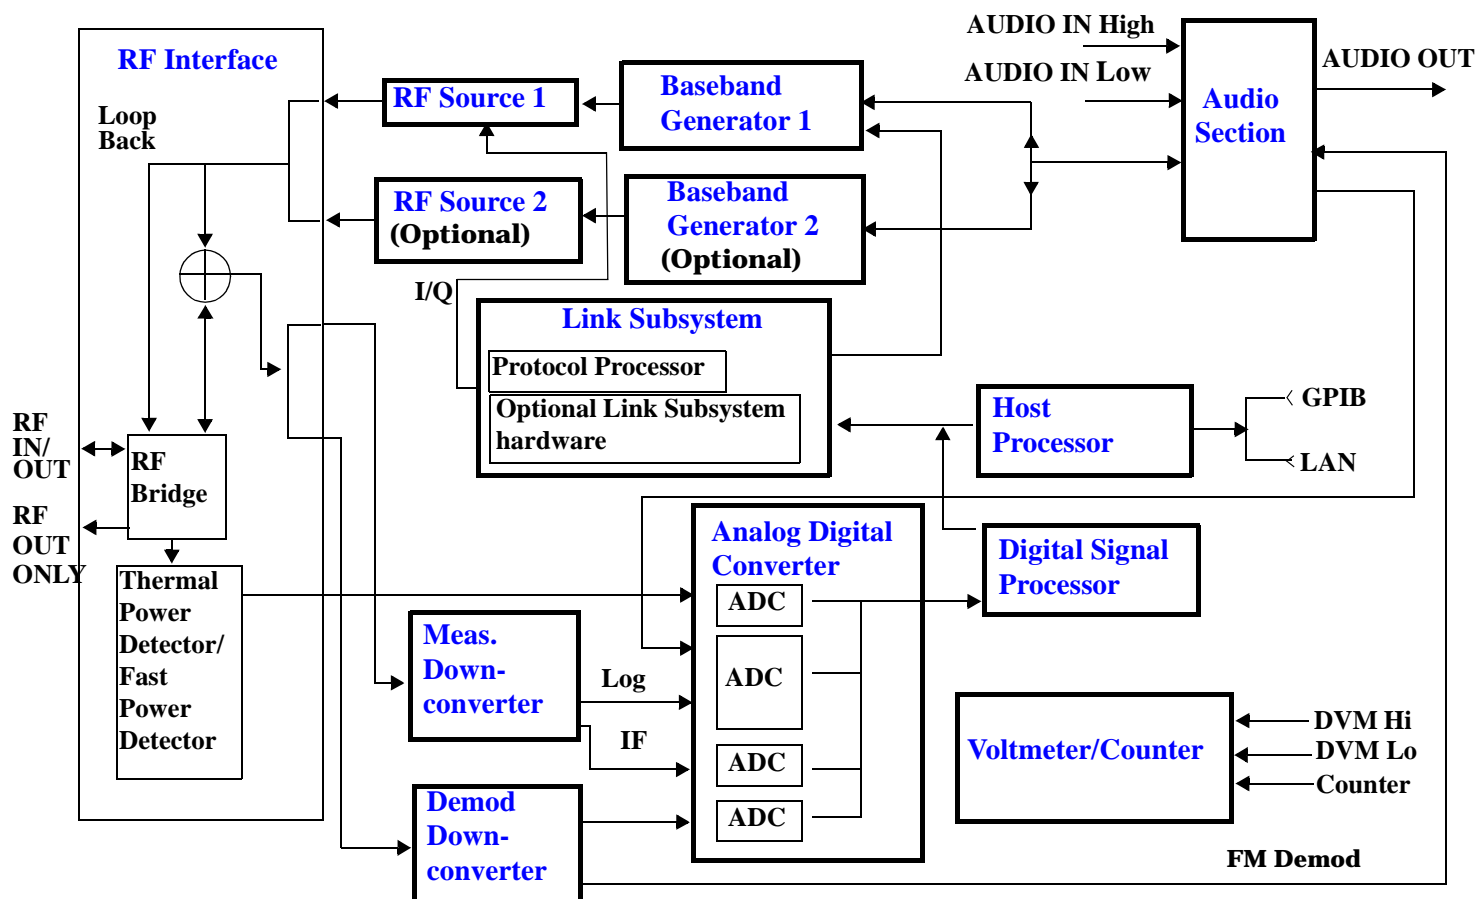 AUDIO IN High
AUDIO OUT
RF Interface
RF Source 1
Baseband
Generator 1
AUDIO IN Low
Audio
Section
Loop
Back
RF Source 2
(Optional)
Baseband
Generator 2
(Optional)
I/Q
Link Subsystem
Protocol Processor
Optional Link Subsystem
hardware
Host
Processor
GPIB
LAN
RF
IN/
OUT
RF
Bridge
RF
OUT
ONLY
Thermal
Power
Detector/
Fast
Power
Detector
Analog Digital
Converter
ADC
ADC
ADC
ADC
Digital Signal
Processor
Meas.
Down-
converter
Log
IF
Voltmeter/Counter
DVM Hi
DVM Lo
Counter
Demod
Down-
converter
FM Demod